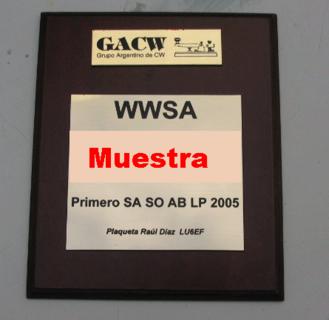 GACW
Grupo Argentino de CW
WWSA
Muestra
Primero SA SO AB LP 2005
Plaqueta Raúl Díaz LU6EF